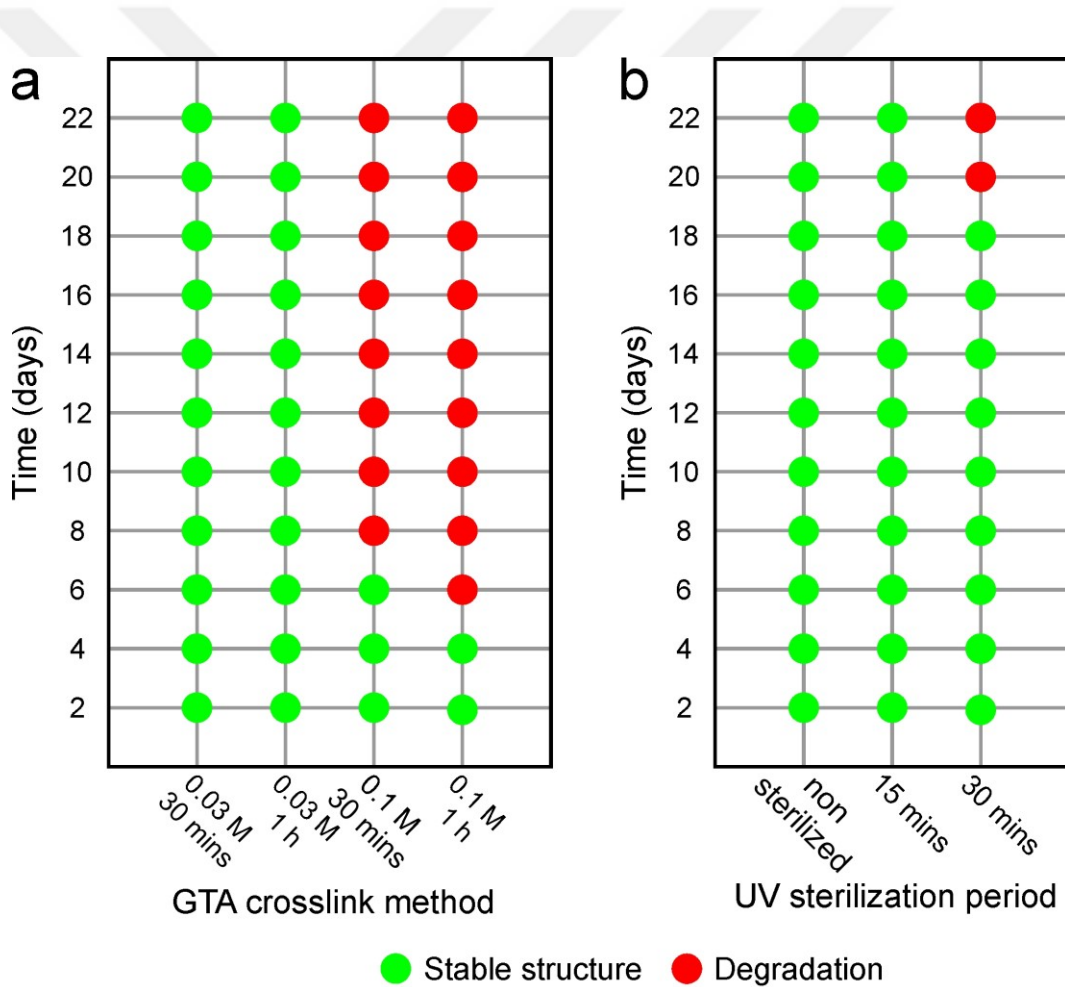 a
22
20
18
16
14
12
10
8
6
4
2
Time (days)
0.03 M
30 mins
0.03 M
1 h
0.1 M
30 mins
0.1 M
1 h
GTA crosslink method
b
22
20
18
16
14
12
10
8
6
4
2
Time (days)
non
sterilized
15 mins
30 mins
UV sterilization period
Stable structure
Degradation